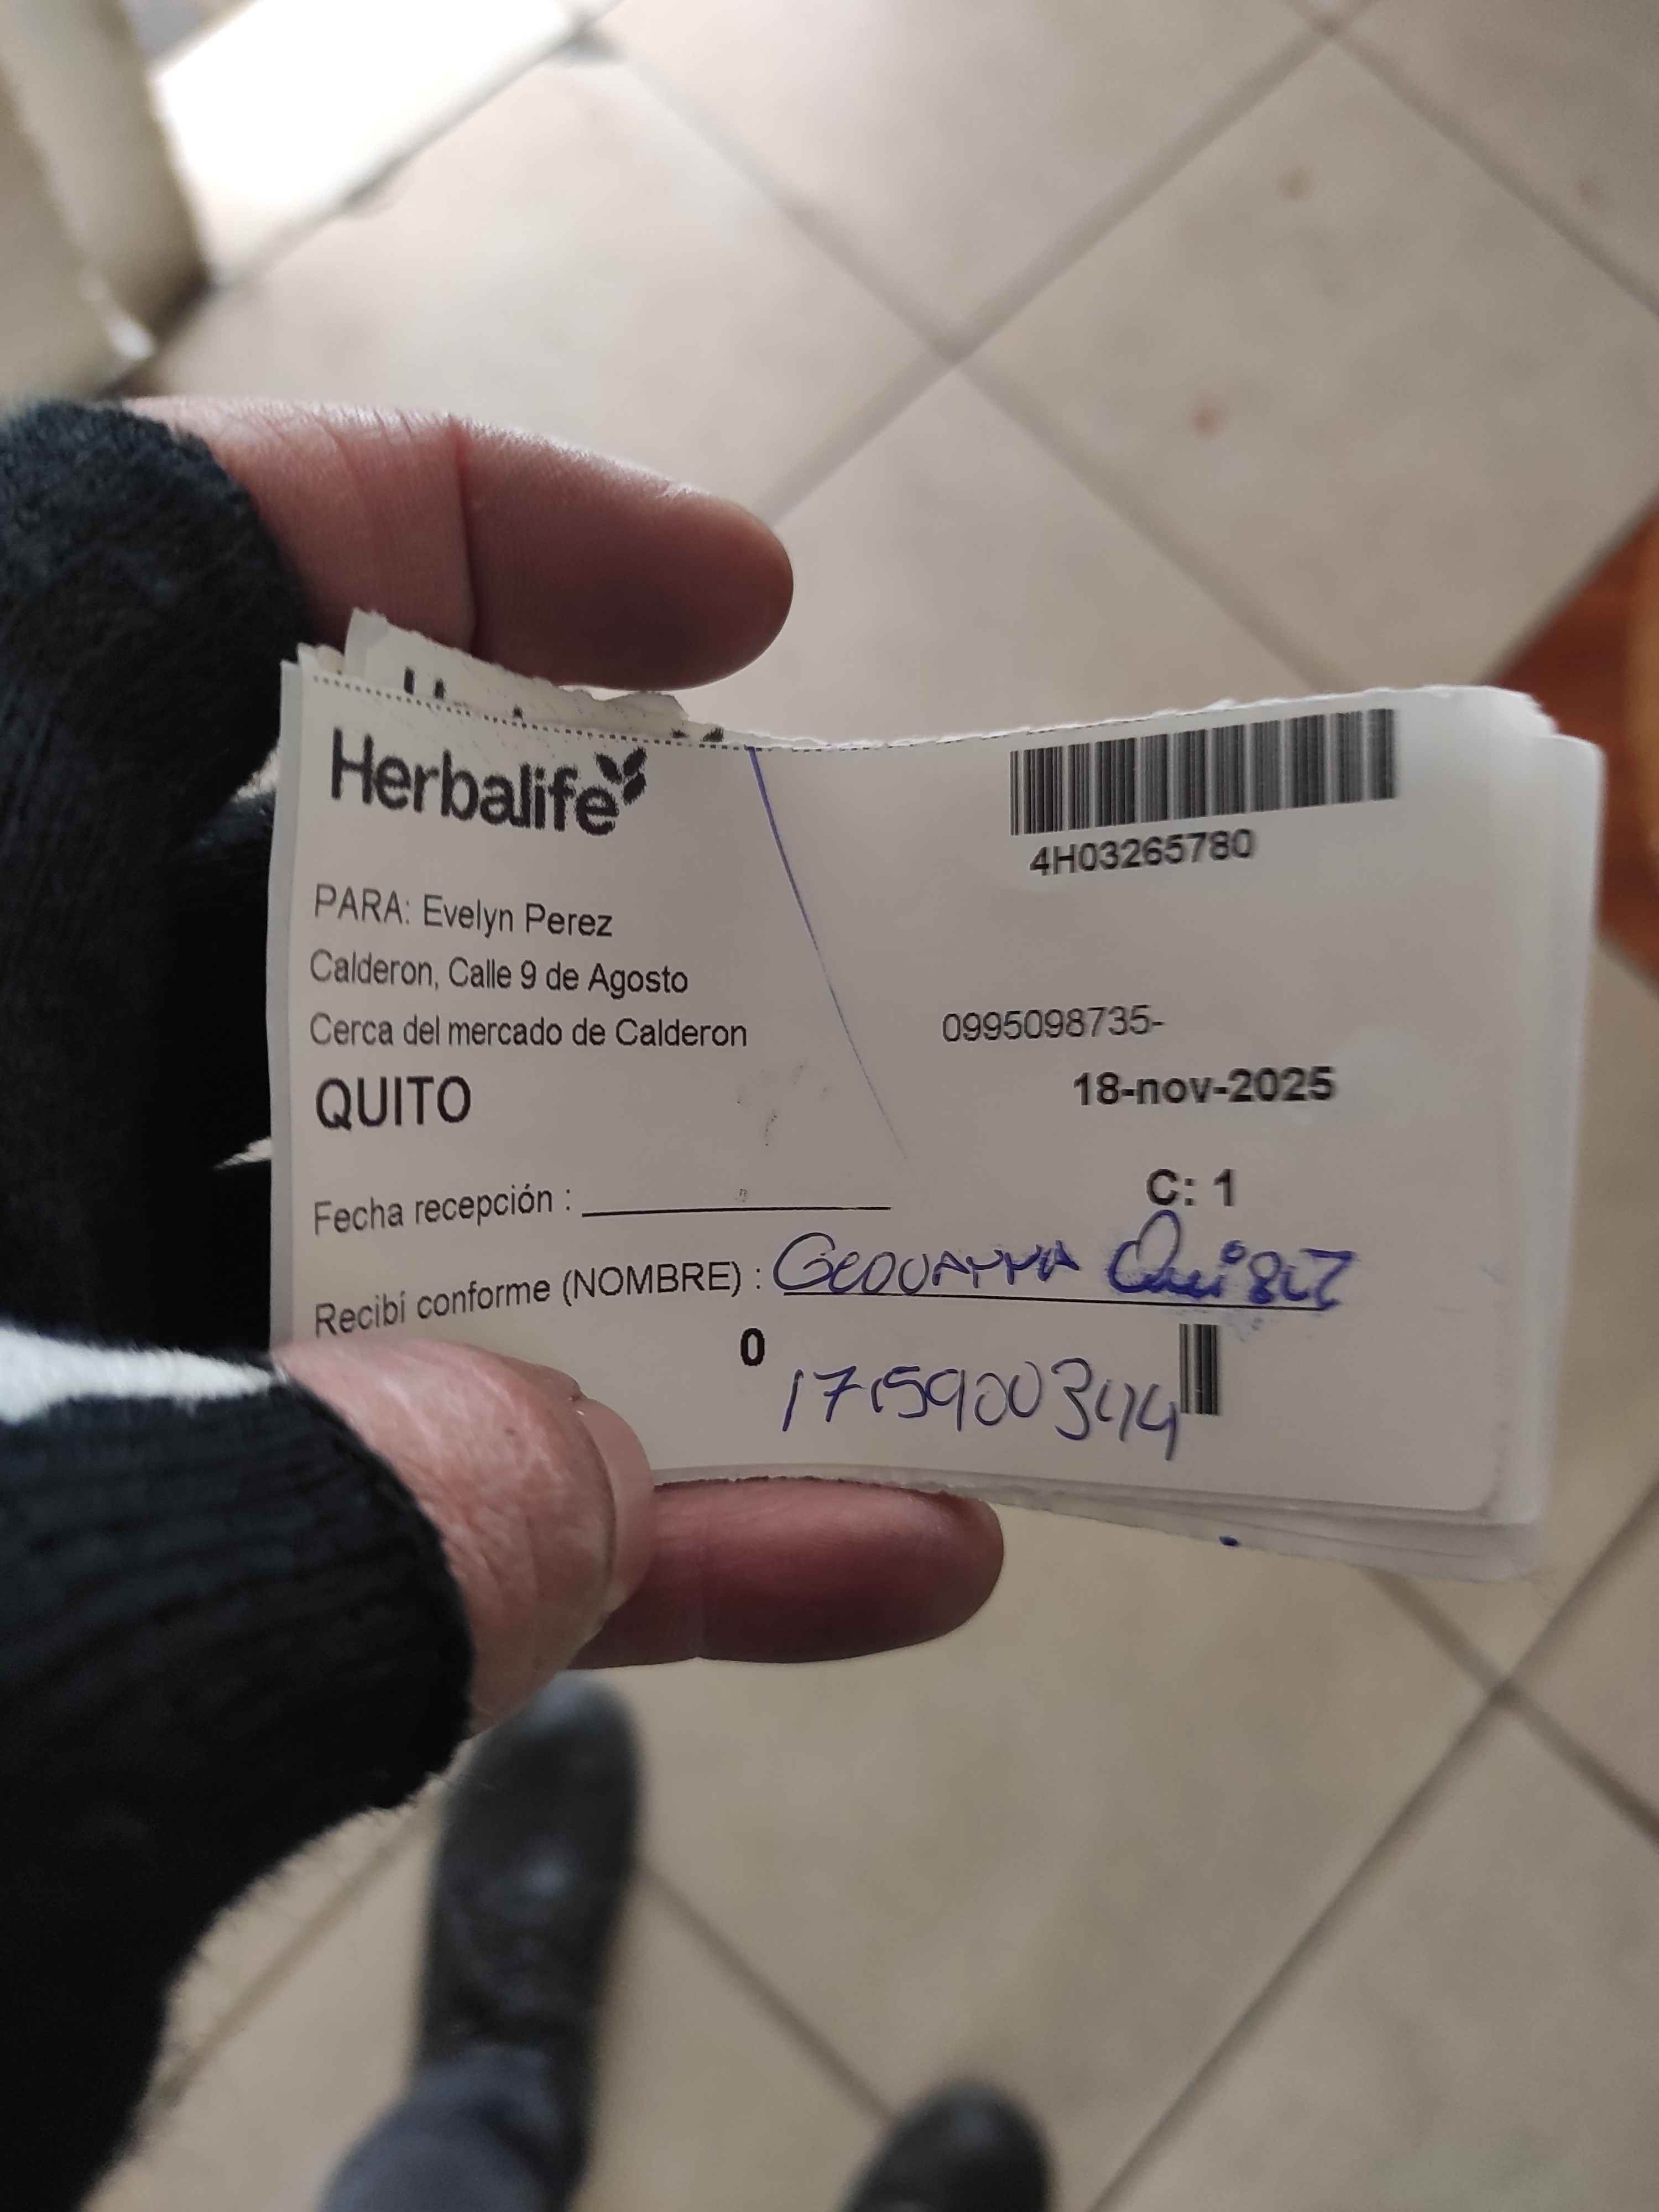 Herbalife
4H03265780
PARA: Evelyn Perez
Calderon, Calle 9 de Agosto
Cerca del mercado de Calderon
0995098735-
QUITO
18-nov-2025
C: 1
Fecha recepción :
Recibí conforme (NOMBRE) : GEOVANNA
0